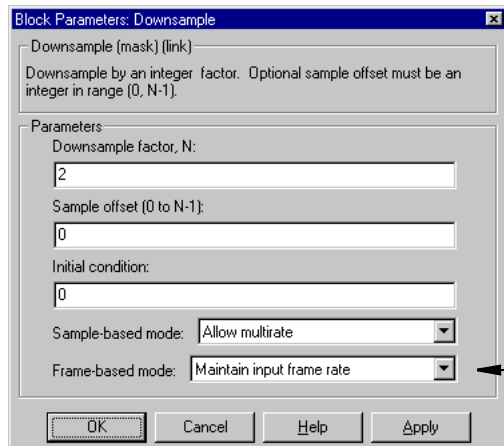 Block Parameters: Downsample
Downsample (mask) (link)
Downsample by an integer factor. Optional sample offset must be an
integer in range (0, N-1).
Parameters
Downsample factor, N:
2
Sample offset (0 to N-1):
0
Initial condition:
0
Sample-based mode: Allow multirate
Frame-based mode: Maintain input frame rate
OK Cancel Help Apply